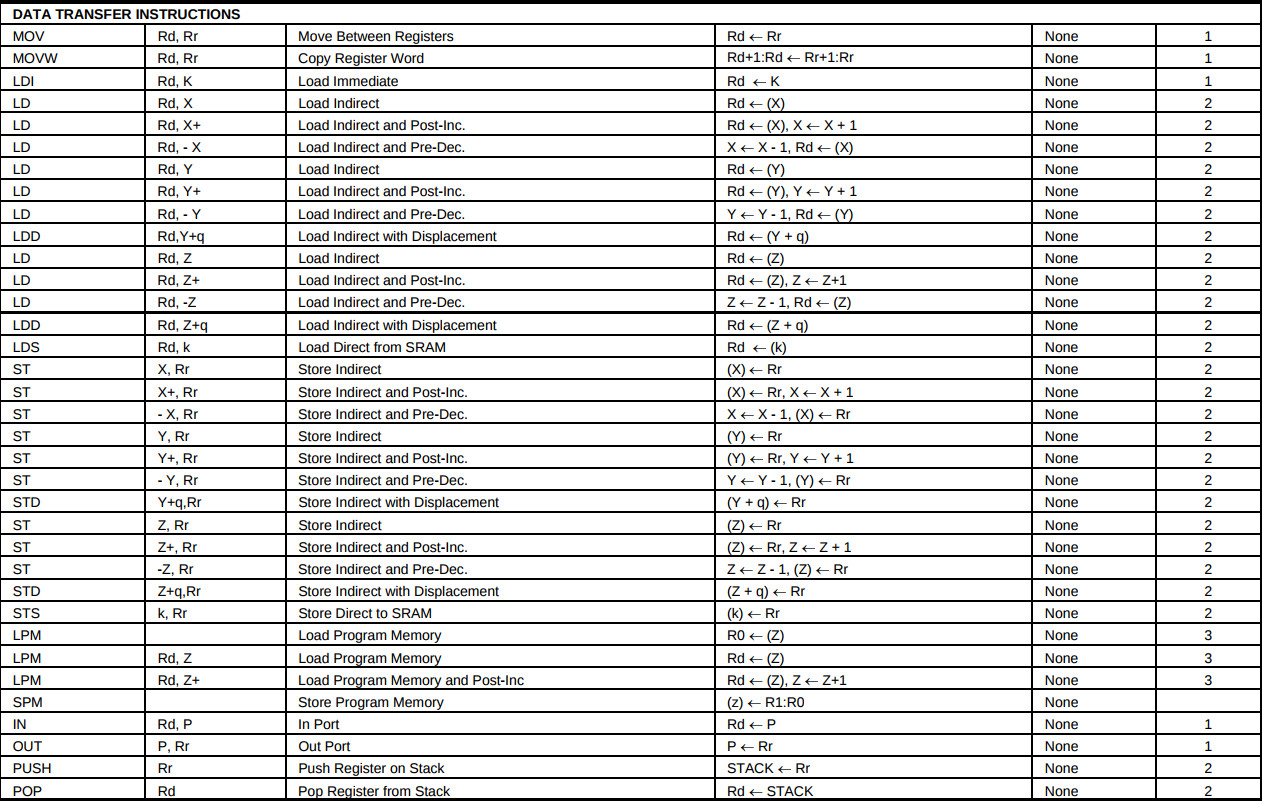 DATA TRANSFER INSTRUCTIONS
MOV Rd, Rr Move Between Registers Rd ← Rr None 1
MOVW Rd, Rr Copy Register Word Rd+1:Rd ← Rr+1:Rr None 1
LDI Rd, K Load Immediate Rd ← K None 1
LD Rd, X Load Indirect Rd ← (X) None 2
LD Rd, X+ Load Indirect and Post-Inc. Rd ← (X), X ← X + 1 None 2
LD Rd, - X Load Indirect and Pre-Dec. X ← X - 1, Rd ← (X) None 2
LD Rd, Y Load Indirect Rd ← (Y) None 2
LD Rd, Y+ Load Indirect and Post-Inc. Rd ← (Y), Y ← Y + 1 None 2
LD Rd, - Y Load Indirect and Pre-Dec. Y ← Y - 1, Rd ← (Y) None 2
LDD Rd,Y+q Load Indirect with Displacement Rd ← (Y + q) None 2
LD Rd, Z Load Indirect Rd ← (Z) None 2
LD Rd, Z+ Load Indirect and Post-Inc. Rd ← (Z), Z ← Z+1 None 2
LD Rd, -Z Load Indirect and Pre-Dec. Z ← Z - 1, Rd ← (Z) None 2
LDD Rd, Z+q Load Indirect with Displacement Rd ← (Z + q) None 2
LDS Rd, k Load Direct from SRAM Rd ← (k) None 2
ST X, Rr Store Indirect (X) ← Rr None 2
ST X+, Rr Store Indirect and Post-Inc. (X) ← Rr, X ← X + 1 None 2
ST - X, Rr Store Indirect and Pre-Dec. X ← X - 1, (X) ← Rr None 2
ST Y, Rr Store Indirect (Y) ← Rr None 2
ST Y+, Rr Store Indirect and Post-Inc. (Y) ← Rr, Y ← Y + 1 None 2
ST - Y, Rr Store Indirect and Pre-Dec. Y ← Y - 1, (Y) ← Rr None 2
STD Y+q,Rr Store Indirect with Displacement (Y + q) ← Rr None 2
ST Z, Rr Store Indirect (Z) ← Rr None 2
ST Z+, Rr Store Indirect and Post-Inc. (Z) ← Rr, Z ← Z + 1 None 2
ST -Z, Rr Store Indirect and Pre-Dec. Z ← Z - 1, (Z) ← Rr None 2
STD Z+q,Rr Store Indirect with Displacement (Z + q) ← Rr None 2
STS k, Rr Store Direct to SRAM (k) ← Rr None 2
LPM Load Program Memory R0 ← (Z) None 3
LPM Rd, Z Load Program Memory Rd ← (Z) None 3
LPM Rd, Z+ Load Program Memory and Post-Inc Rd ← (Z), Z ← Z+1 None 3
SPM Store Program Memory (z) ← R1:R0 None
IN Rd, P In Port Rd ← P None 1
OUT P, Rr Out Port P ← Rr None 1
PUSH Rr Push Register on Stack STACK ← Rr None 2
POP Rd Pop Register from Stack Rd ← STACK None 2